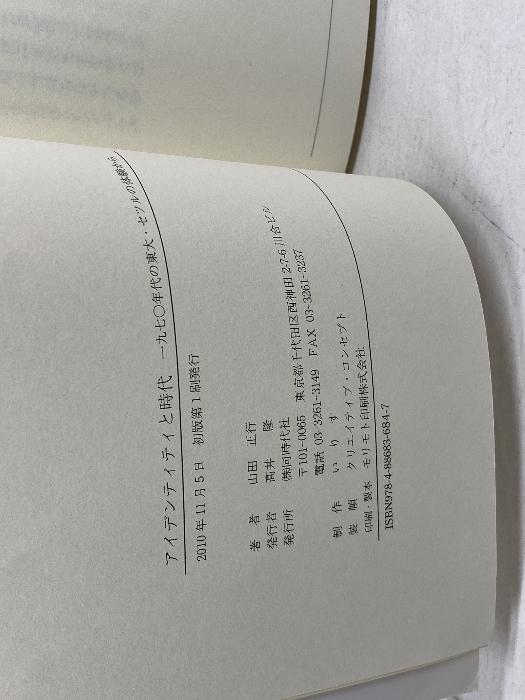 アイデンティティと時代　一九七〇年代の東大・セツルの体験から
2010年11月5日　初版第1刷発行
著　者　山田　正行
発行者　髙井　隆
発行所　㈱同時代社
〒101-0065　東京都千代田区西神田2-7-6 川合ビル
電話 03-3261-3149　FAX 03-3261-3237
制　作　いりす
装　幀　クリエイティブ・コンセプト
印刷・製本　モリモト印刷株式会社
ISBN978-4-88683-684-7